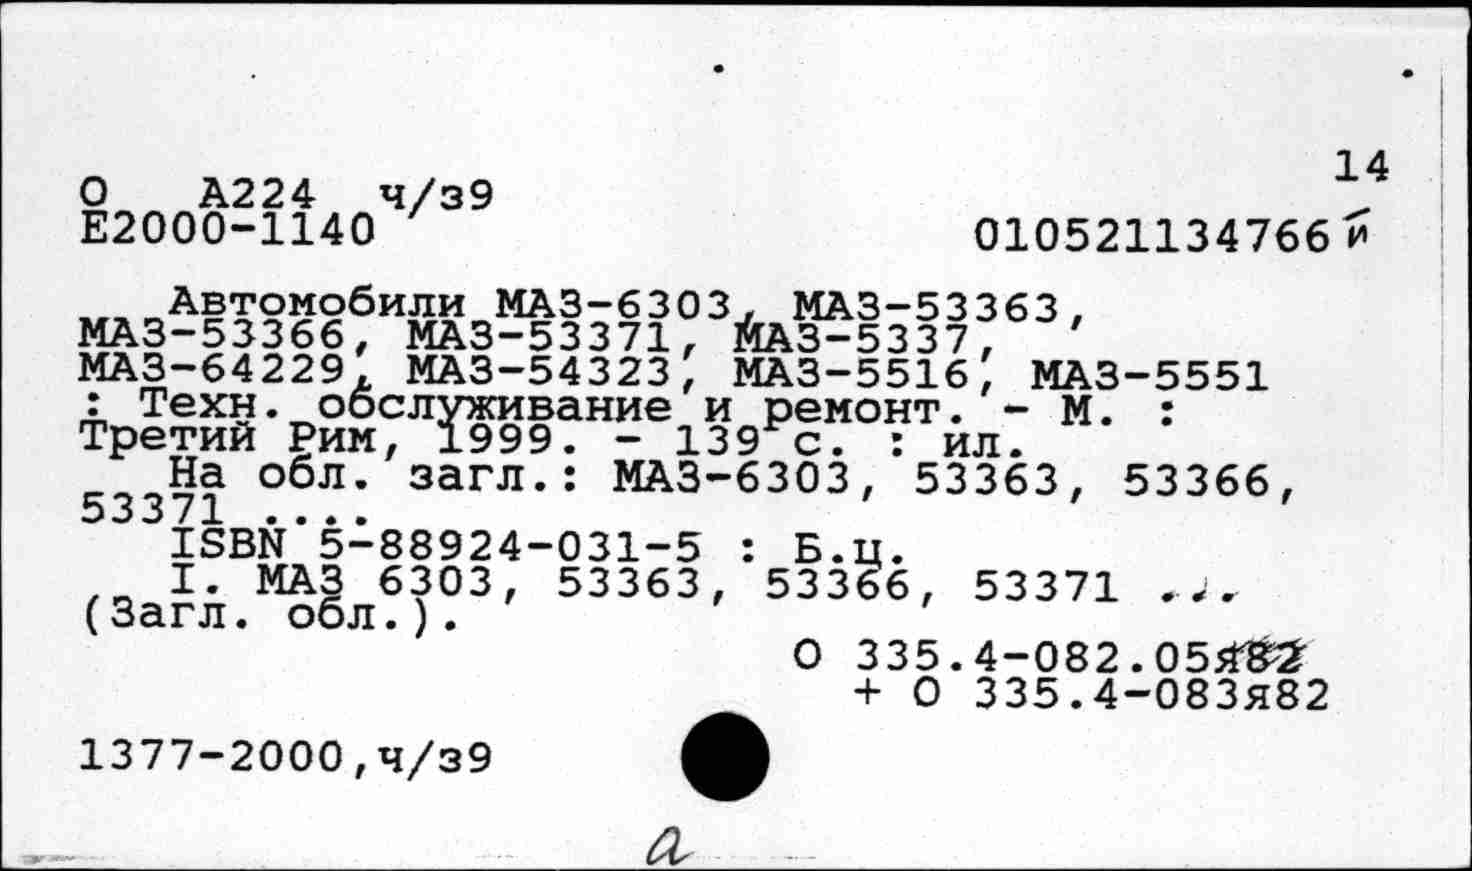 14
О А224 ч/з9
Е2000-1140
010521134766 й
Автомобили МАЗ-6303, МАЗ-53363,
МАЗ-53366, МАЗ-53371, МАЗ-5337,
МАЗ-64229, МАЗ-54323, МАЗ-5516, МАЗ-5551
: Техн. обслуживание и ремонт. - М. :
Третий Рим, 1999. - 139 с. : ил.
На обл. загл.: МАЗ-6303, 53363, 53366,
53371 ....
ISBN 5-88924-031-5 : Б.ц.
I. МАЗ 6303, 53363, 53366, 53371 ...
(Загл. обл.).
О 335.4-082.05я82
+ О 335.4-083я82
1377-2000,ч/з9
а